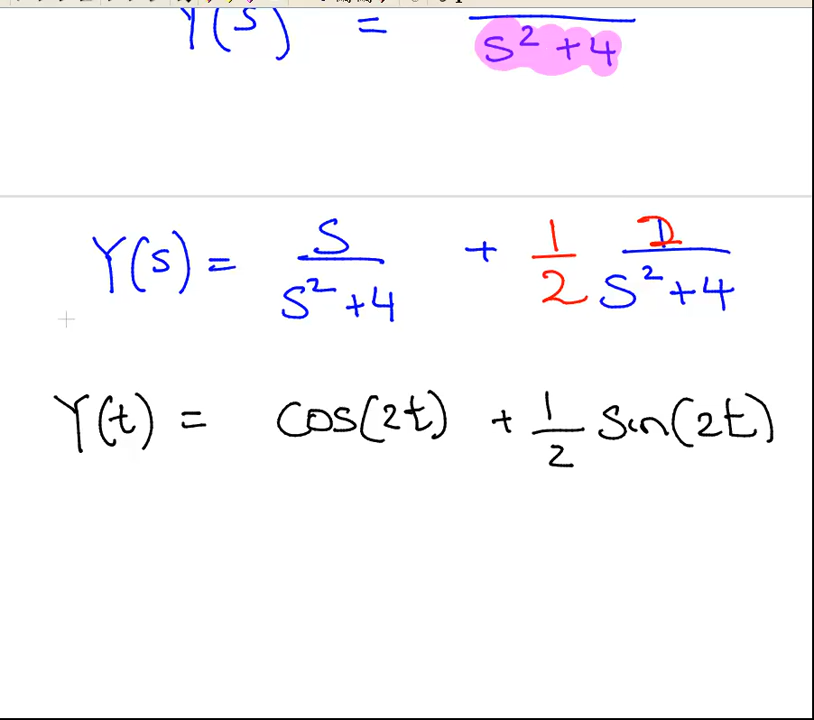 Y(s) =
s² + 4
Y(s) = s / (s² + 4) + 1/2 2 / (s² + 4)
Y(t) = cos(2t) + 1/2 sin(2t)